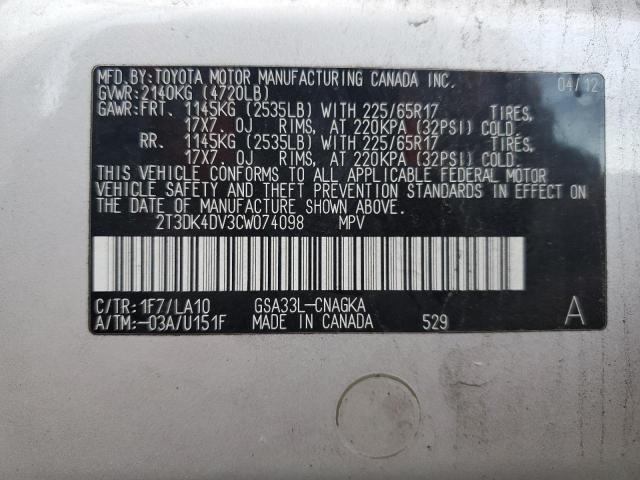 MFD.BY:TOYOTA MOTOR MANUFACTURING CANADA INC. 04/12
GVWR:2140KG (4720LB)
GAWR:FRT. 1145KG (2535LB) WITH 225/65R17 TIRES,
17X7.0J RIMS, AT 220KPA (32PSI) COLD.
RR. 1145KG (2535LB) WITH 225/65R17 TIRES,
17X7.0J RIMS, AT 220KPA (32PSI) COLD.
THIS VEHICLE CONFORMS TO ALL APPLICABLE FEDERAL MOTOR
VEHICLE SAFETY AND THEFT PREVENTION STANDARDS IN EFFECT ON
THE DATE OF MANUFACTURE SHOWN ABOVE.
2T3DK4DV3CW074098 MPV
C/TR:1F7/LA10 GSA33L-CNAGKA
A/TM:-03A/U151F MADE IN CANADA 529 A